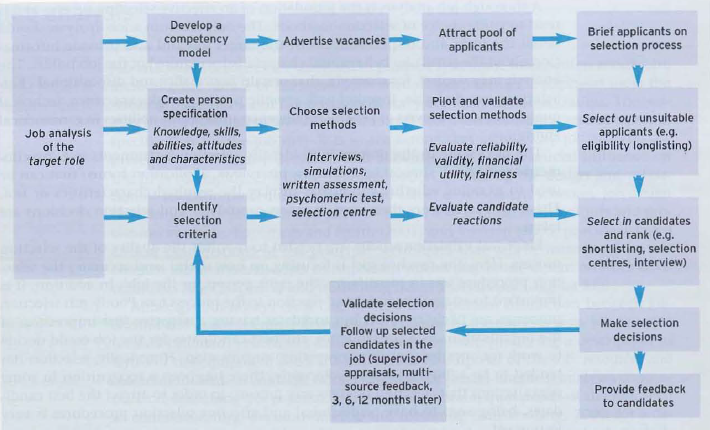 Job analysis
of the
target role
Develop a
competency
model
Advertise vacancies
Attract pool of
applicants
Brief applicants on
selection process
Create person
specification
Knowledge, skills,
abilities, attitudes
and characteristics
Choose selection
methods
Interviews,
simulations,
written assessment,
psychometric test,
selection centre
Pilot and validate
selection methods
Evaluate reliability,
validity, financial
utility, fairness
Evaluate candidate
reactions
Select out unsuitable
applicants (e.g.
eligibility longlisting)
Identify
selection
criteria
Select in candidates
and rank (e.g.
shortlisting, selection
centres, interview)
Validate selection
decisions
Follow up selected
candidates in the
job (supervisor
appraisals, multi-
source feedback,
3, 6, 12 months later)
Make selection
decisions
Provide feedback
to candidates